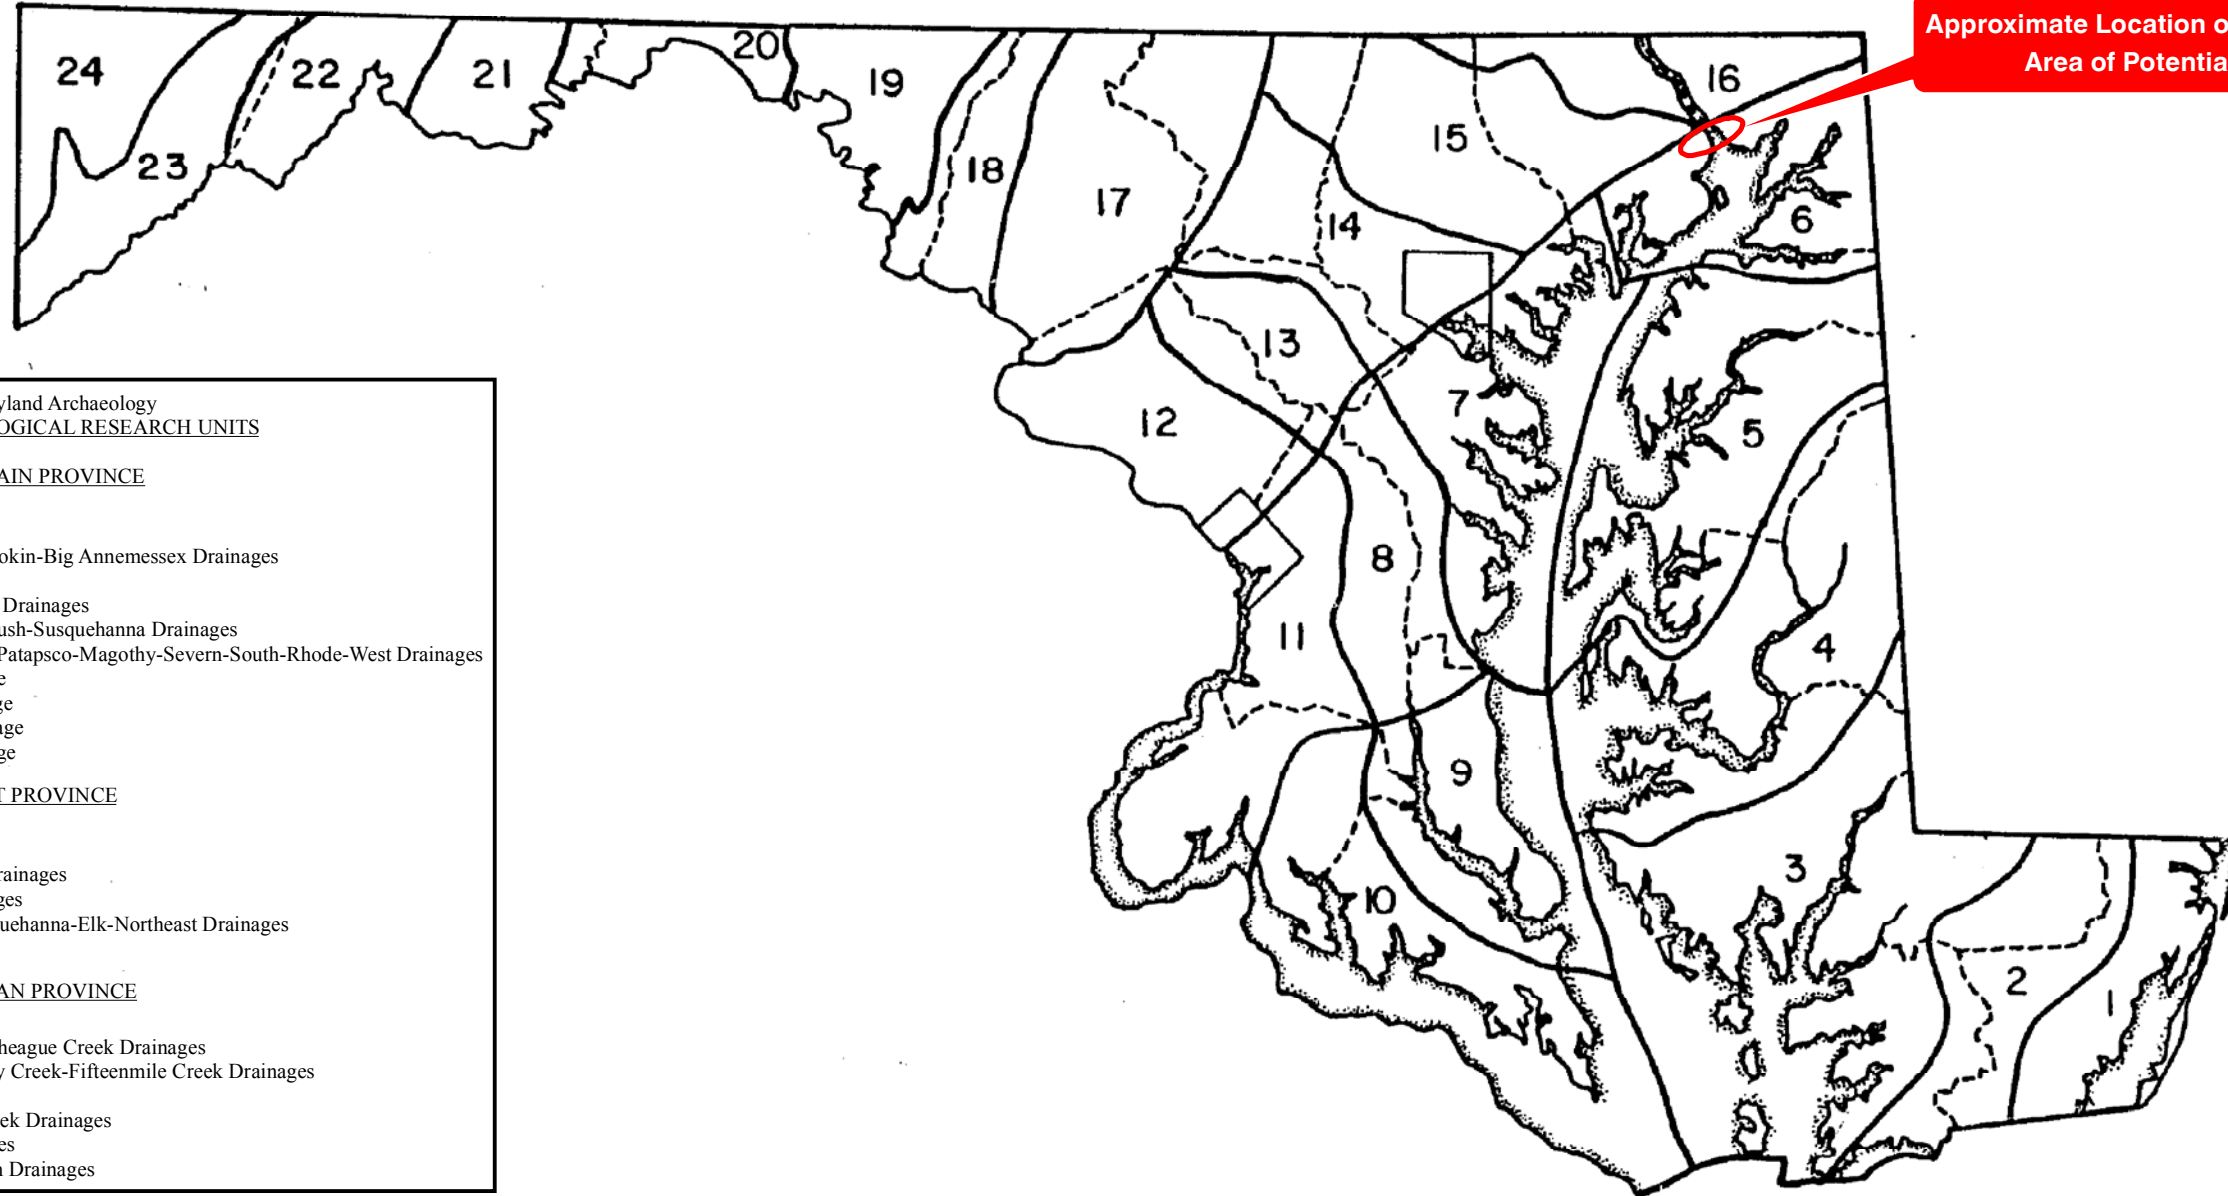 Approximate Location o
Area of Potentia
24
23
22
21
20
19
18
17
16
15
14
13
12
11
10
9
8
7
6
5
4
3
2
1
yland Archaeology
OGICAL RESEARCH UNITS
AIN PROVINCE
okin-Big Annemessex Drainages
Drainages
ush-Susquehanna Drainages
Patapsco-Magothy-Severn-South-Rhode-West Drainages
e
ge
age
ge
T PROVINCE
rainages
ges
uehanna-Elk-Northeast Drainages
AN PROVINCE
heague Creek Drainages
y Creek-Fifteenmile Creek Drainages
ek Drainages
es
n Drainages